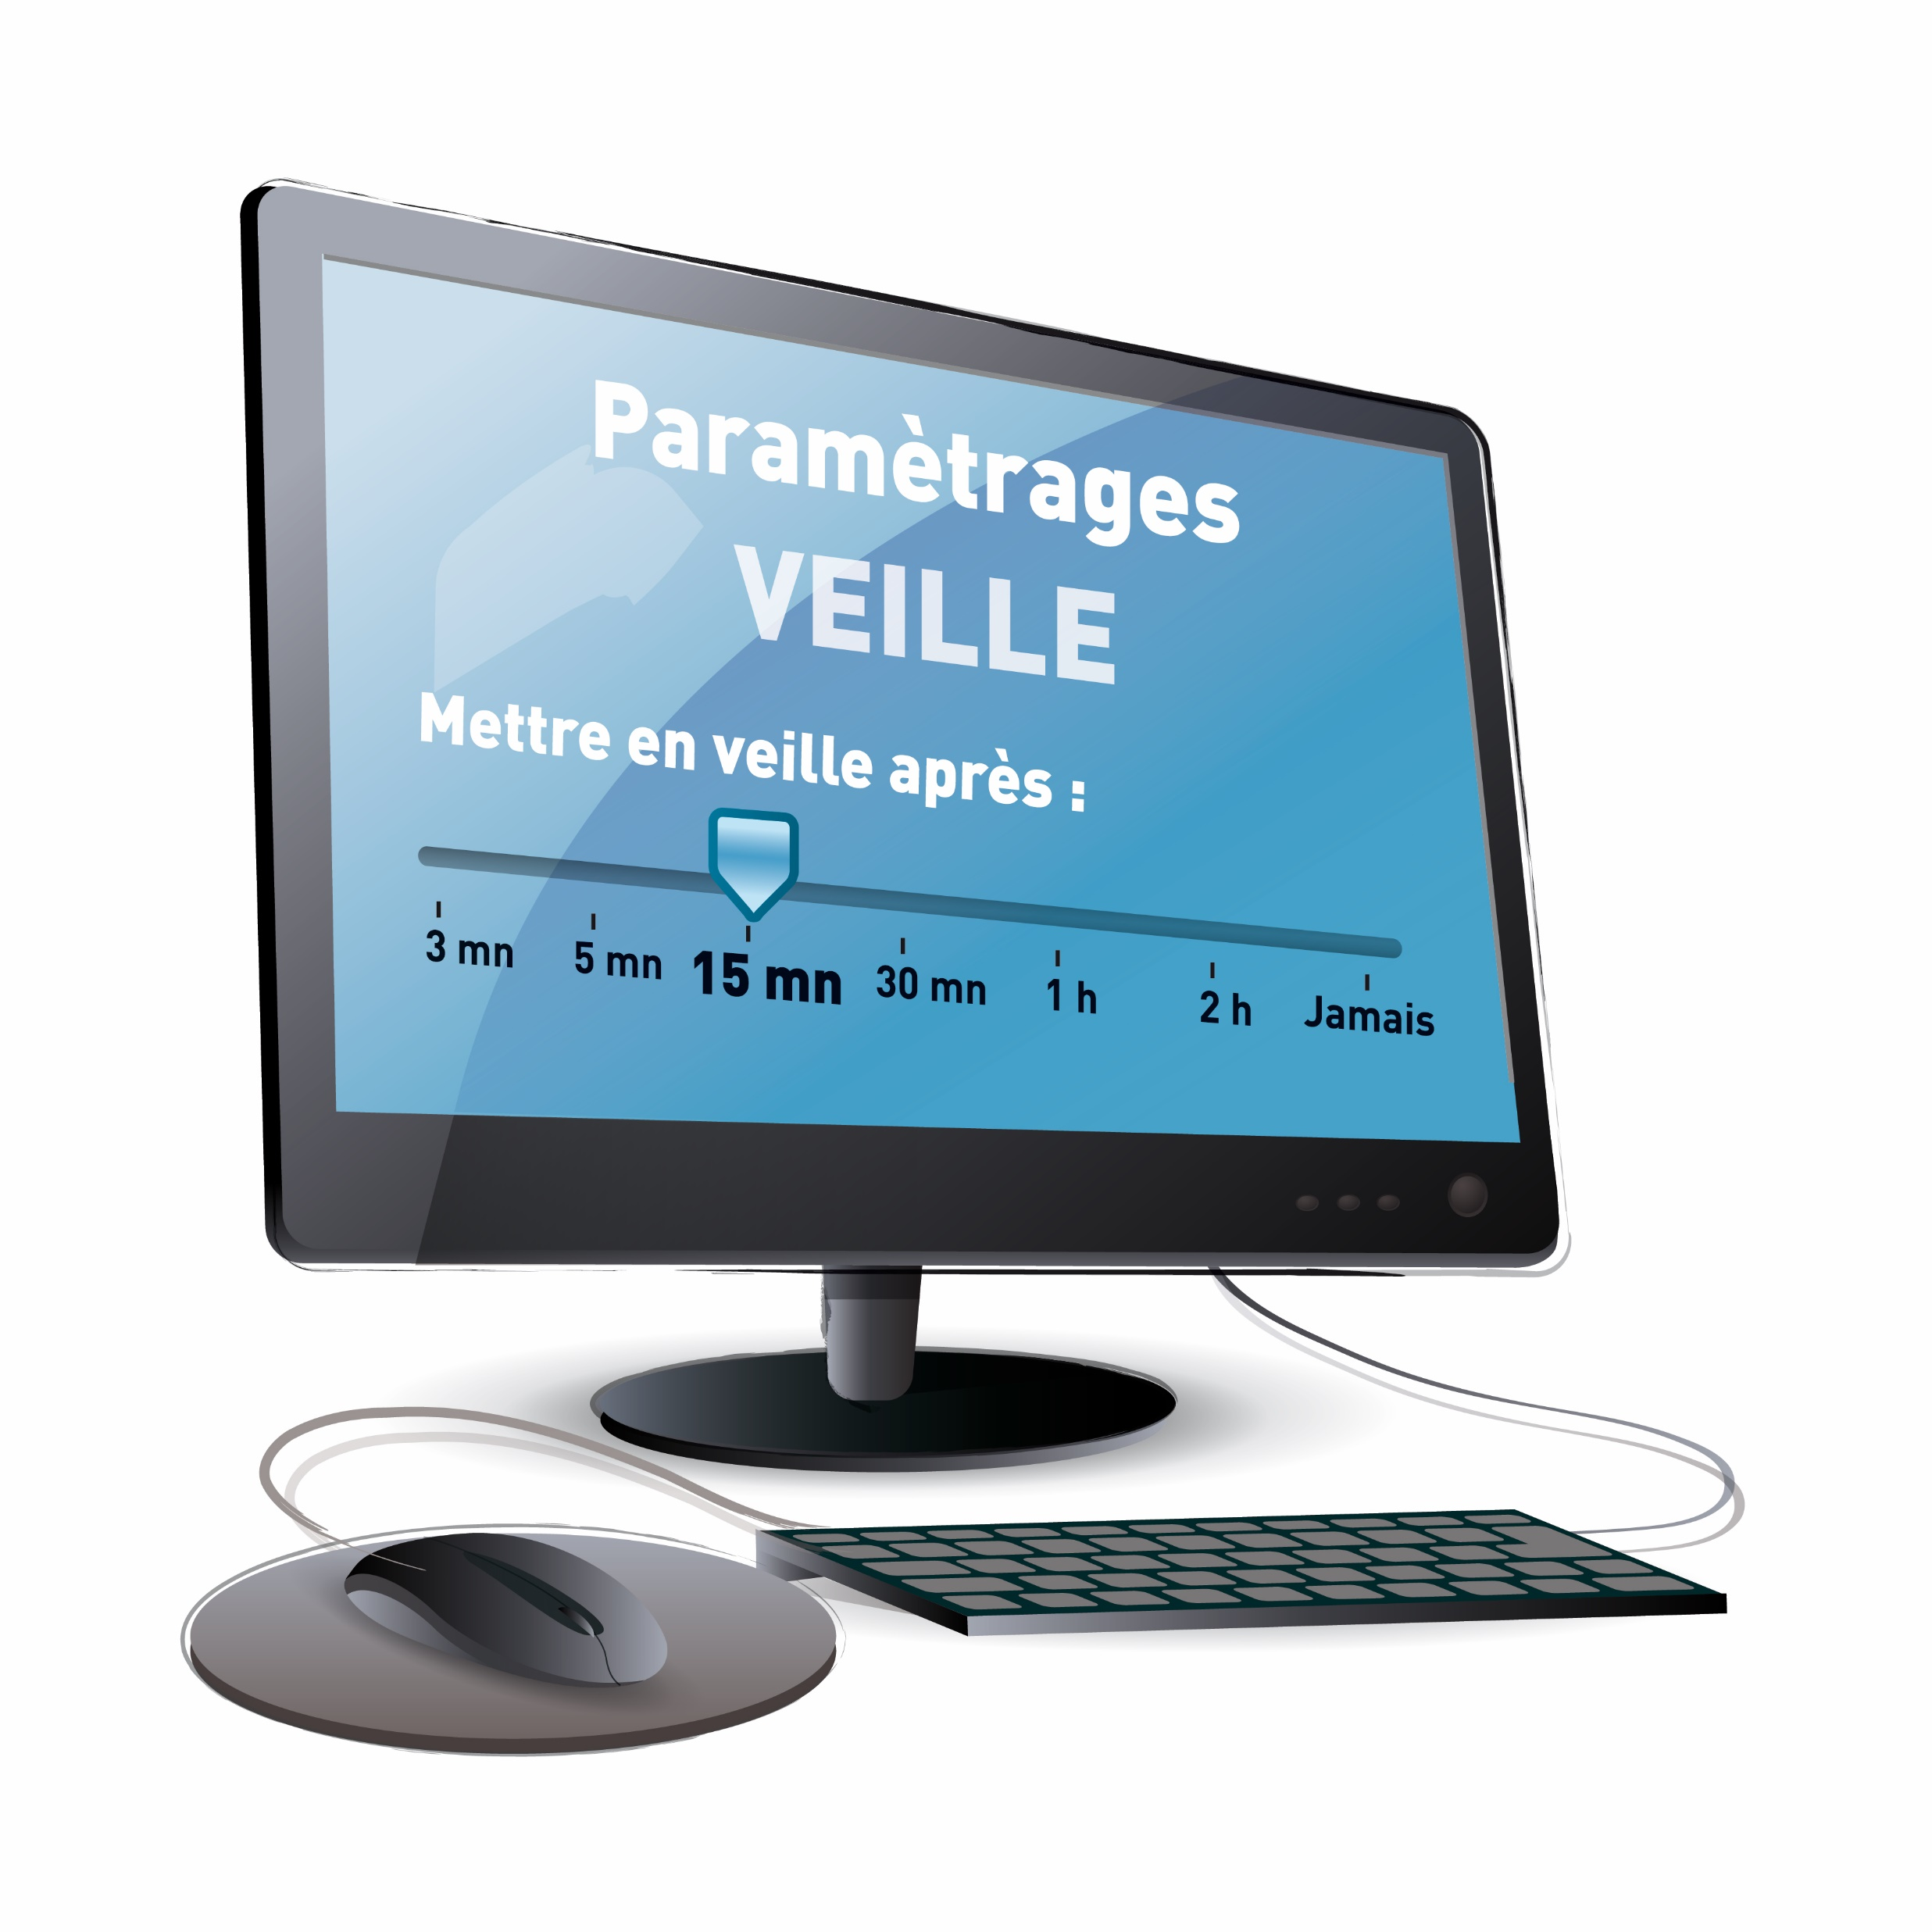 Paramètrages
VEILLE
Mettre en veille après :
3 mn 5 mn 15 mn 30 mn 1 h 2 h Jamais